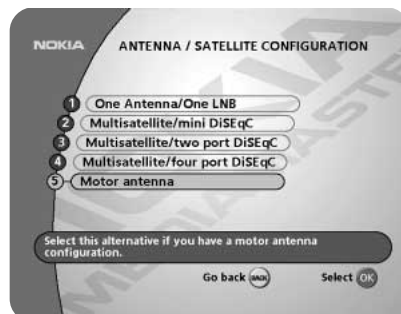 NOKIA
ANTENNA / SATELLITE CONFIGURATION
1 One Antenna/One LNB
2 Multisatellite/mini DiSEqC
3 Multisatellite/two port DiSEqC
4 Multisatellite/four port DiSEqC
5 Motor antenna
Select this alternative if you have a motor antenna
configuration.
Go back BACK Select OK
NOKIA
MEDIAMASTER